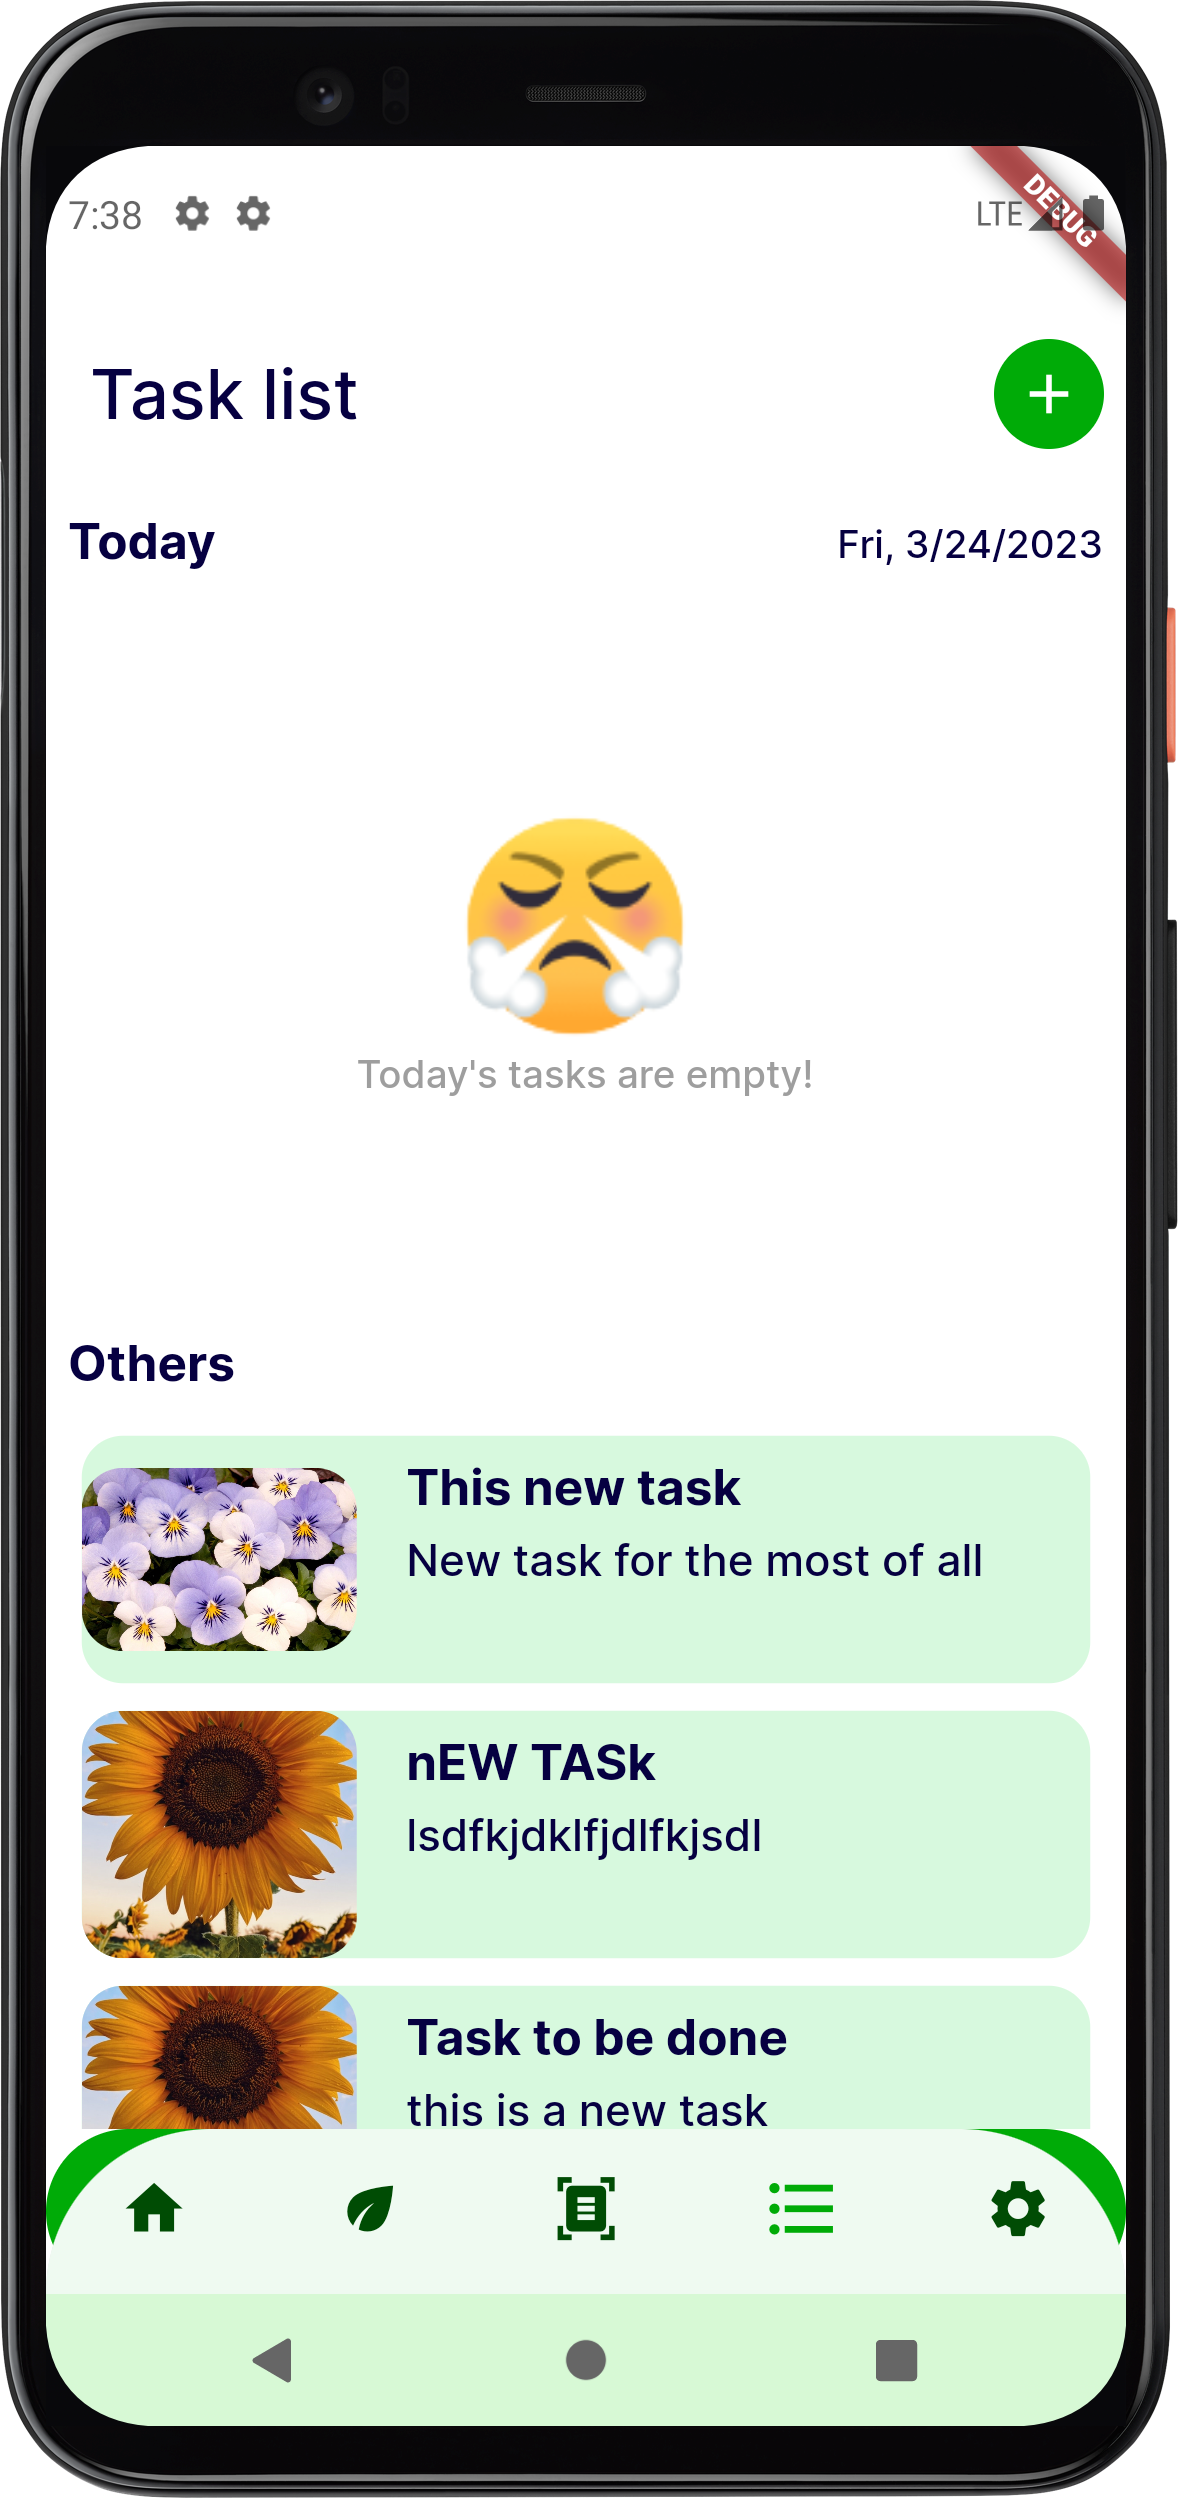 7:38 LTE
DEBUG
Task list
Today Fri, 3/24/2023
Today's tasks are empty!
Others
This new task
New task for the most of all
nEW TASk
lsdfkjdklfjdlfkjsdl
Task to be done
this is a new task